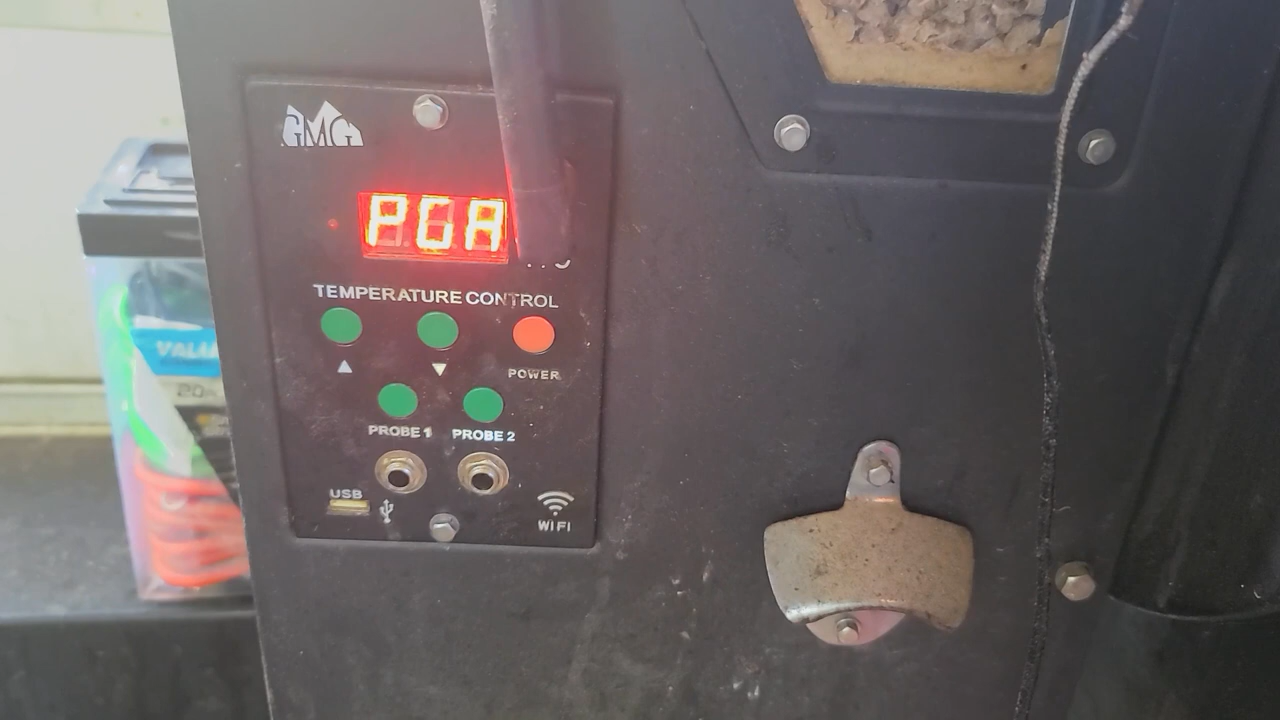 GMG
PGA
TEMPERATURE CONTROL
POWER
PROBE 1 PROBE 2
USB
WIFI